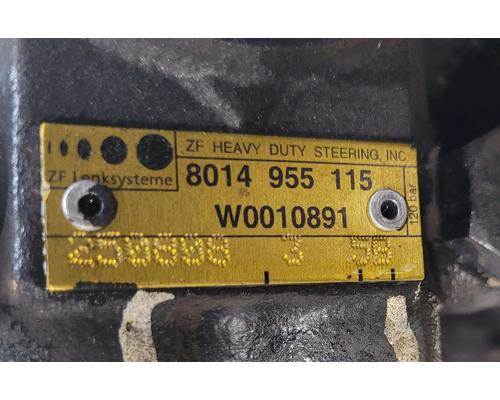 ZF HEAVY DUTY STEERING, INC.
ZF Lenksysteme
8014 955 115
W0010891
120 bar